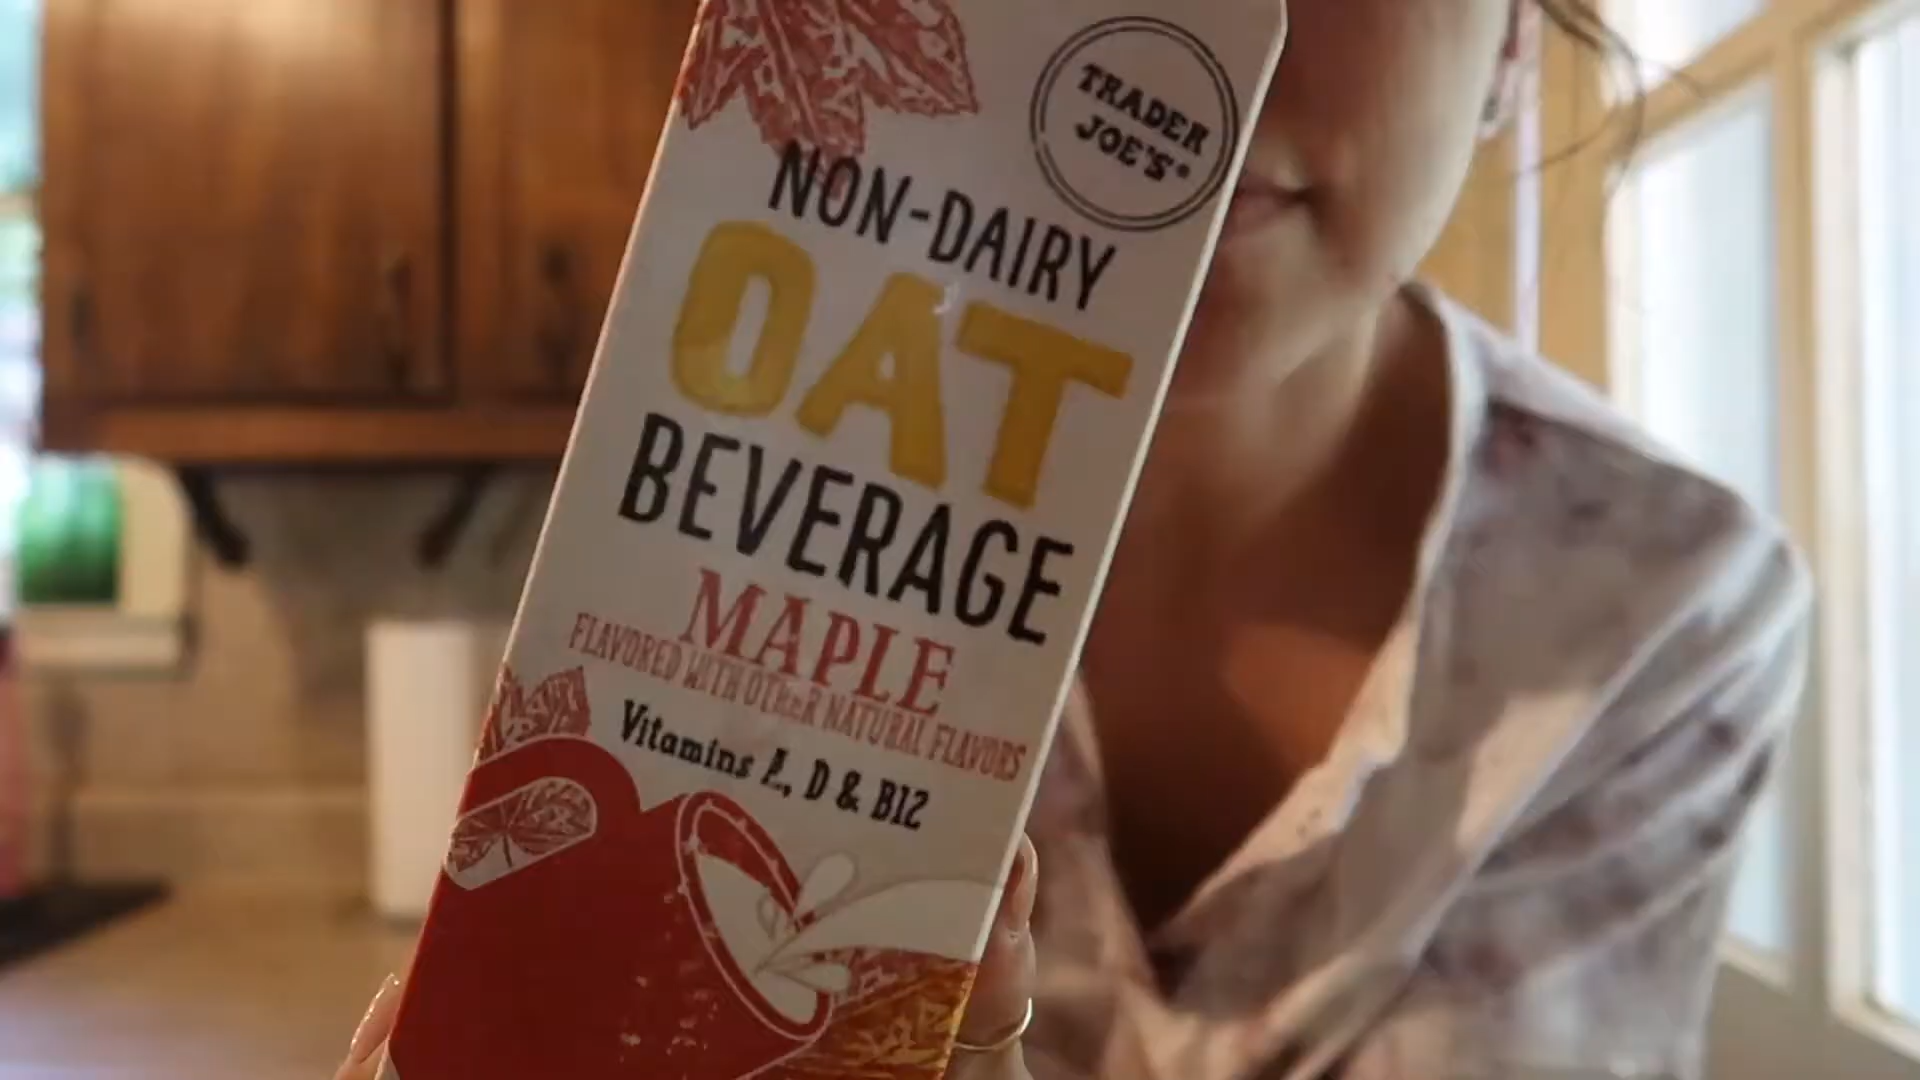 TRADER
JOE'S®
NON-DAIRY
OAT
BEVERAGE
MAPLE
FLAVORED WITH OTHER NATURAL FLAVORS
Vitamins A, D & B12